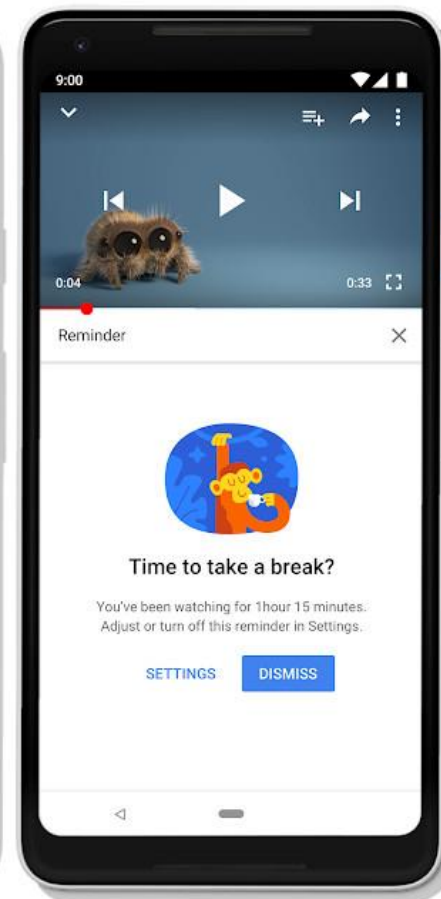 9:00
0:04
0:33
Reminder
Time to take a break?
You've been watching for 1hour 15 minutes.
Adjust or turn off this reminder in Settings.
SETTINGS
DISMISS